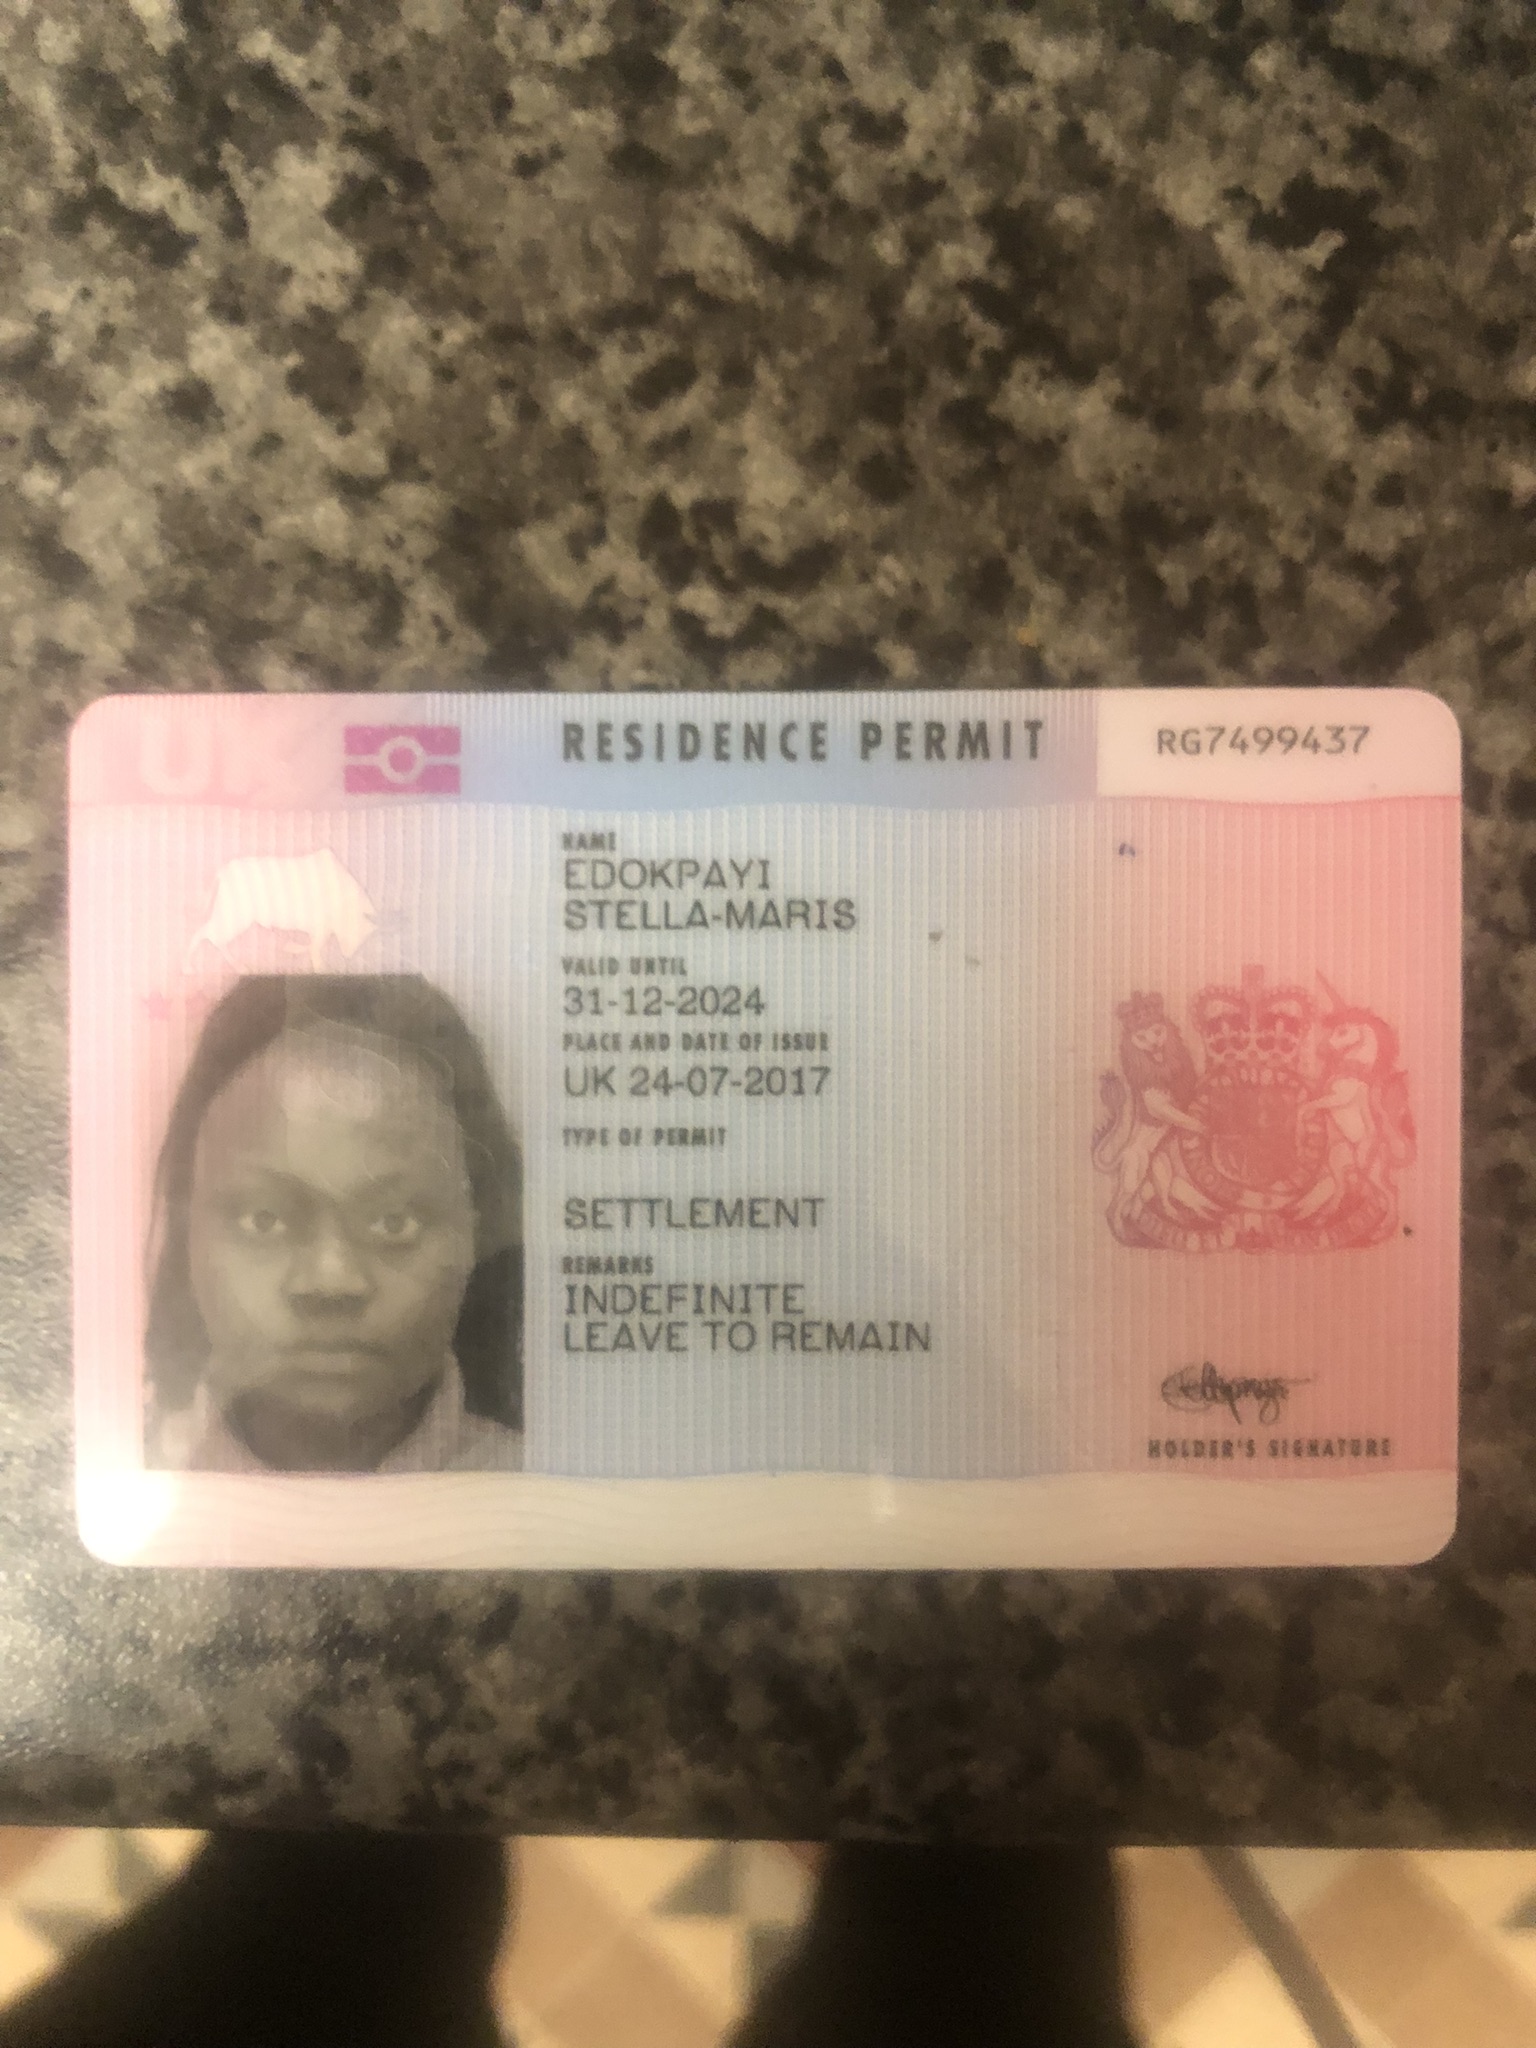 UK
RESIDENCE PERMIT
RG7499437
NAME
EDOKPAYI
STELLA-MARIS
VALID UNTIL
31-12-2024
PLACE AND DATE OF ISSUE
UK 24-07-2017
TYPE OF PERMIT
SETTLEMENT
REMARKS
INDEFINITE
LEAVE TO REMAIN
HOLDER'S SIGNATURE